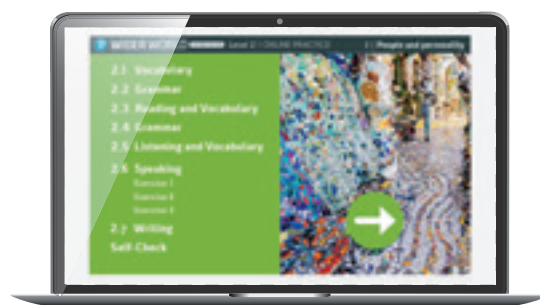 WIDER WORLD Level 2 ONLINE PRACTICE
People and personality
2.1 Vocabulary
2.2 Grammar
2.3 Reading and Vocabulary
2.4 Grammar
2.5 Listening and Vocabulary
2.6 Speaking
Exercise 1
Exercise 2
Exercise 3
2.7 Writing
Self-Check